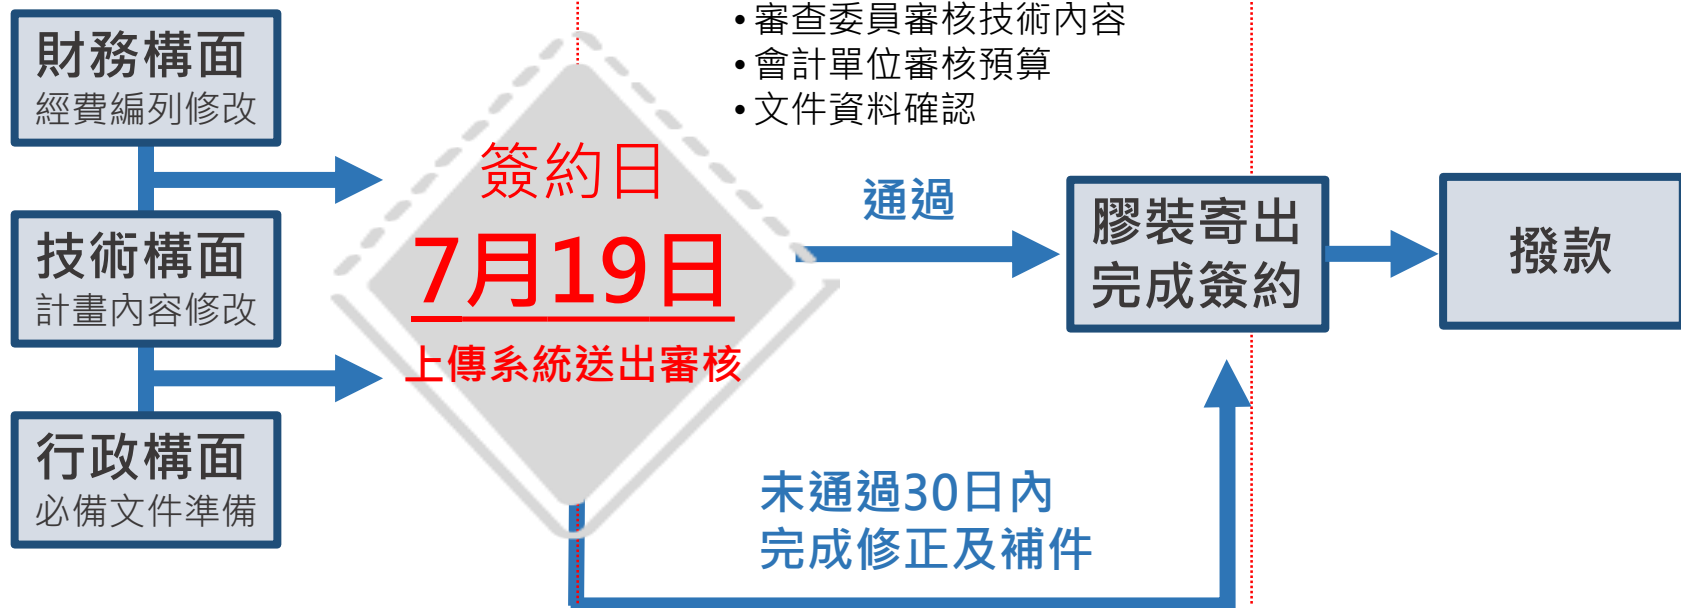 財務構面
經費編列修改
技術構面
計畫內容修改
行政構面
必備文件準備
簽約日
7月19日
上傳系統送出審核
•審查委員審核技術內容
•會計單位審核預算
•文件資料確認
通過
未通過30日內
完成修正及補件
膠裝寄出
完成簽約
撥款